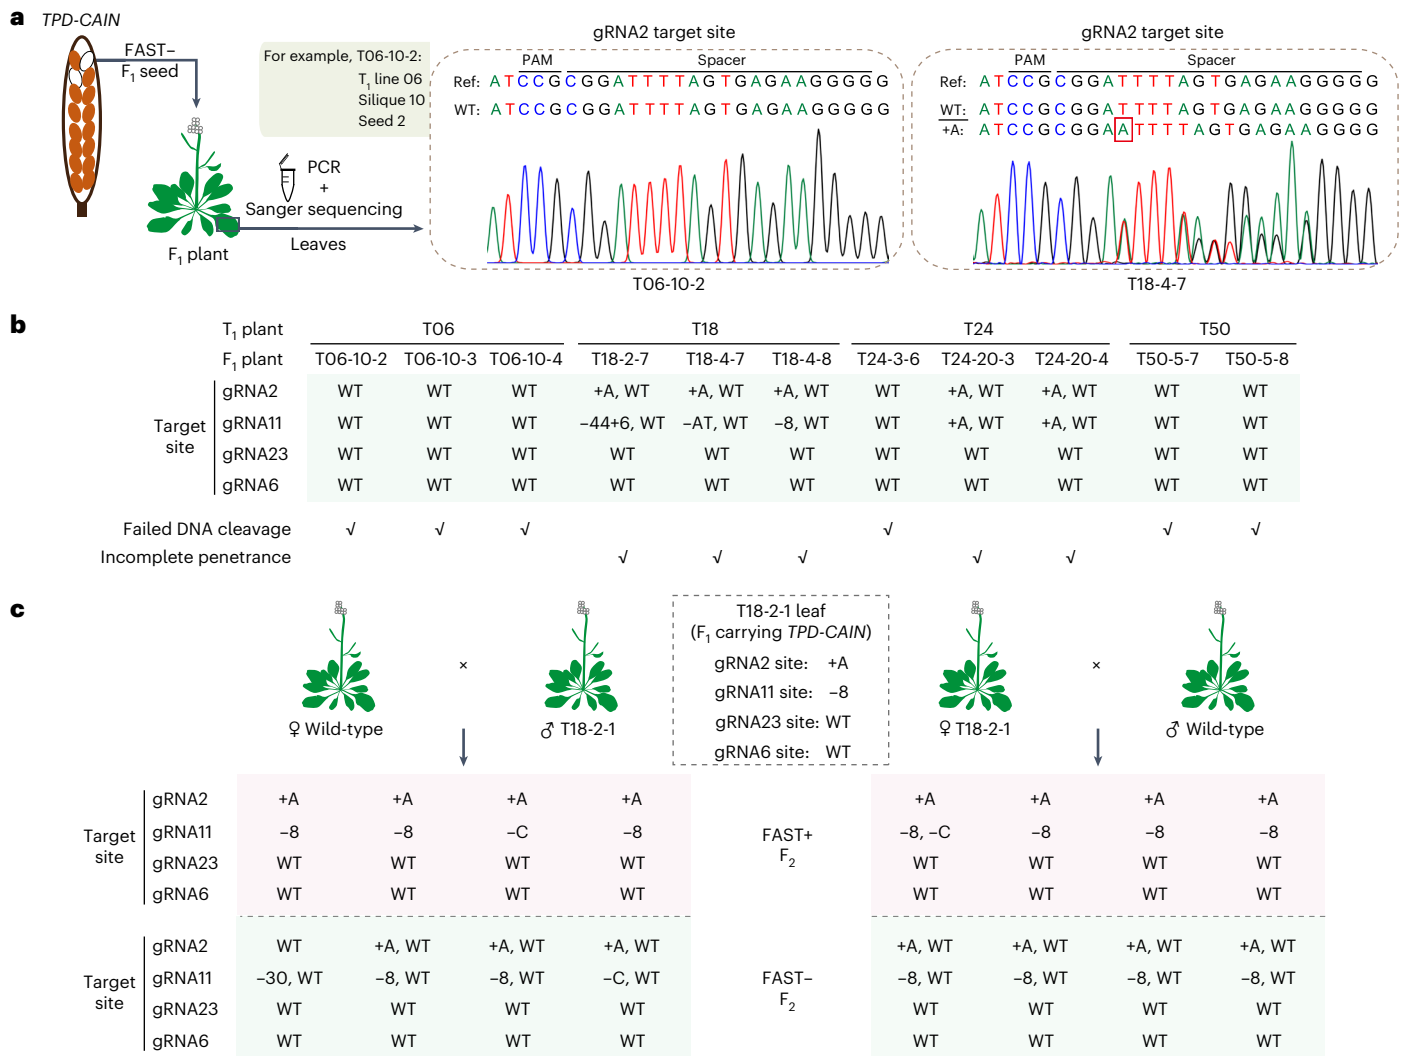 a
TPD-CAIN
FAST–
F1 seed
For example, T06-10-2:
T1 line 06
Silique 10
Seed 2
PCR
+
Sanger sequencing
Leaves
F1 plant
gRNA2 target site
PAM Spacer
Ref: ATCCGCGGATTTTAGTGAGAAGGGGG
WT: ATCCGCGGATTTTAGTGAGAAGGGGG
T06-10-2
gRNA2 target site
PAM Spacer
Ref: ATCCGCGGATTTTAGTGAGAAGGGGG
WT: ATCCGCGGATTTTAGTGAGAAGGGGG
+A: ATCCGCGGAATTTTAGTGAGAAGGGG
T18-4-7
b
T1 plant T06 T18 T24 T50
F1 plant T06-10-2 T06-10-3 T06-10-4 T18-2-7 T18-4-7 T18-4-8 T24-3-6 T24-20-3 T24-20-4 T50-5-7 T50-5-8
Target site
gRNA2 WT WT WT +A, WT +A, WT +A, WT WT +A, WT +A, WT WT WT
gRNA11 WT WT WT –44+6, WT –AT, WT –8, WT WT +A, WT +A, WT WT WT
gRNA23 WT WT WT WT WT WT WT WT WT WT WT
gRNA6 WT WT WT WT WT WT WT WT WT WT WT
Failed DNA cleavage √ √ √ √ √ √
Incomplete penetrance √ √ √ √ √
c
♀ Wild-type × ♂ T18-2-1
T18-2-1 leaf
(F1 carrying TPD-CAIN)
gRNA2 site: +A
gRNA11 site: –8
gRNA23 site: WT
gRNA6 site: WT
♀ T18-2-1 × ♂ Wild-type
Target site
gRNA2 +A +A +A +A +A +A +A +A
gRNA11 –8 –8 –C –8 –8, –C –8 –8 –8
gRNA23 WT WT WT WT WT WT WT WT
gRNA6 WT WT WT WT WT WT WT WT
FAST+
F2
Target site
gRNA2 WT +A, WT +A, WT +A, WT +A, WT +A, WT +A, WT +A, WT
gRNA11 –30, WT –8, WT –8, WT –C, WT –8, WT –8, WT –8, WT –8, WT
gRNA23 WT WT WT WT WT WT WT WT
gRNA6 WT WT WT WT WT WT WT WT
FAST–
F2